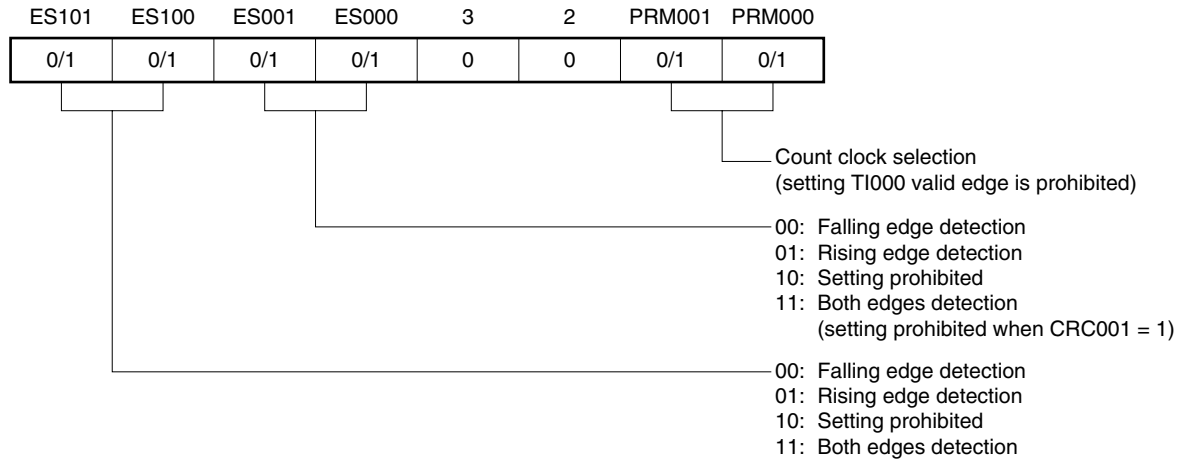 ES101 ES100 ES001 ES000 3 2 PRM001 PRM000
0/1 0/1 0/1 0/1 0 0 0/1 0/1
Count clock selection
(setting TI000 valid edge is prohibited)
00: Falling edge detection
01: Rising edge detection
10: Setting prohibited
11: Both edges detection
(setting prohibited when CRC001 = 1)
00: Falling edge detection
01: Rising edge detection
10: Setting prohibited
11: Both edges detection